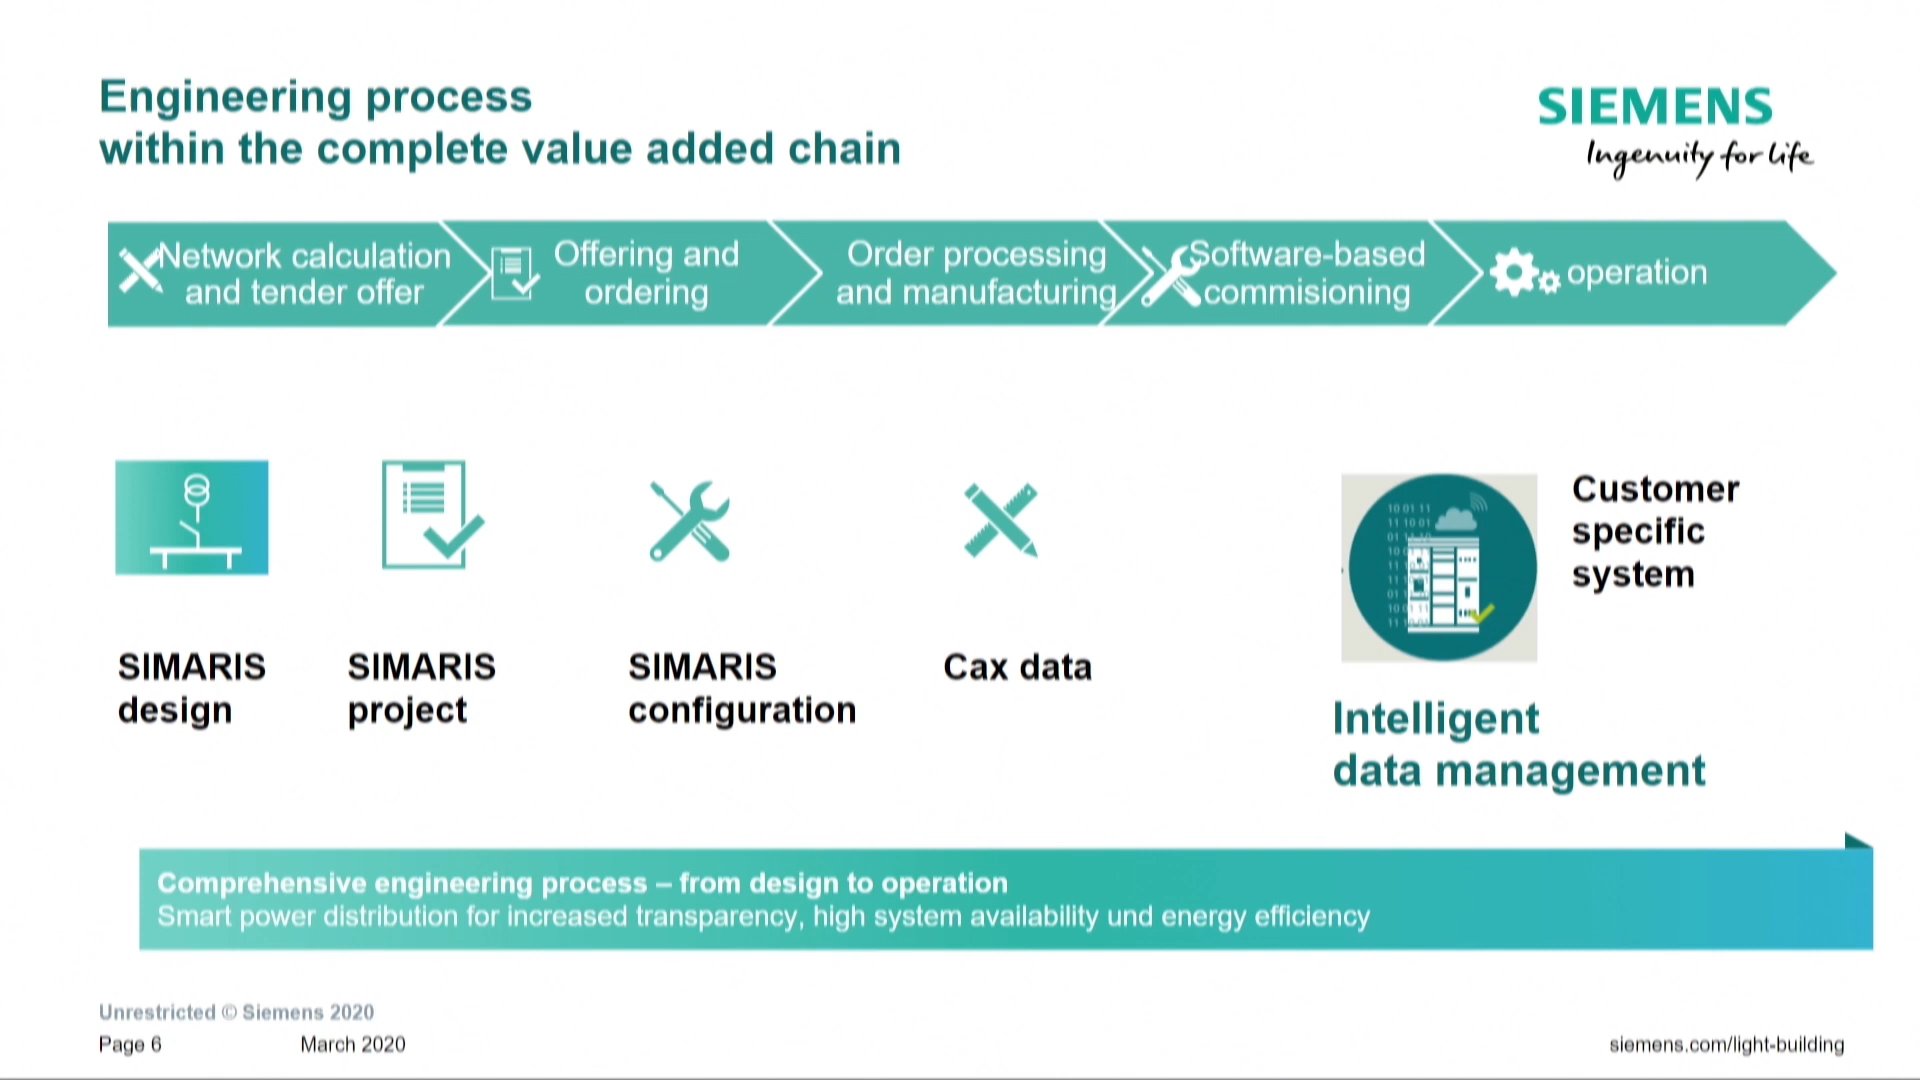 Engineering process
within the complete value added chain
SIEMENS
Ingenuity for life
Network calculation
and tender offer
Offering and
ordering
Order processing
and manufacturing
Software-based
commisioning
operation
Customer
specific
system
SIMARIS
design
SIMARIS
project
SIMARIS
configuration
Cax data
Intelligent
data management
Comprehensive engineering process – from design to operation
Smart power distribution for increased transparency, high system availability und energy efficiency
Unrestricted © Siemens 2020
Page 6
March 2020
siemens.com/light-building